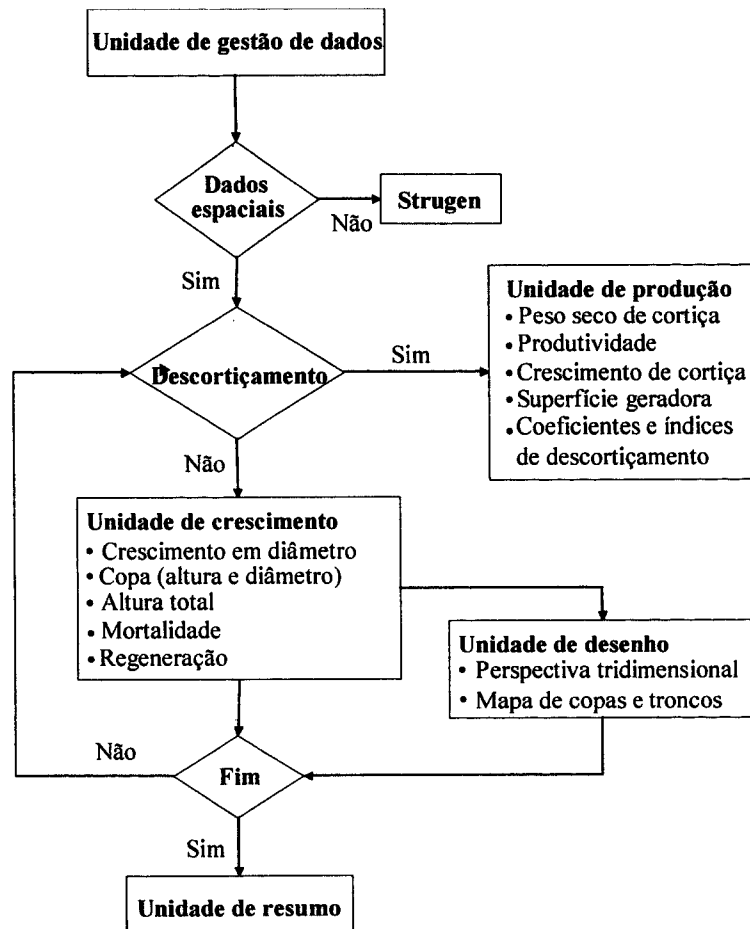 Unidade de gestão de dados
Dados
espaciais
Strugen
Não
Sim
Unidade de produção
• Peso seco de cortiça
• Produtividade
• Crescimento de cortiça
• Superfície geradora
• Coeficientes e índices
de descortiçamento
Descortiçamento
Sim
Não
Unidade de crescimento
• Crescimento em diâmetro
• Copa (altura e diâmetro)
• Altura total
• Mortalidade
• Regeneração
Unidade de desenho
• Perspectiva tridimensional
• Mapa de copas e troncos
Não
Fim
Sim
Unidade de resumo